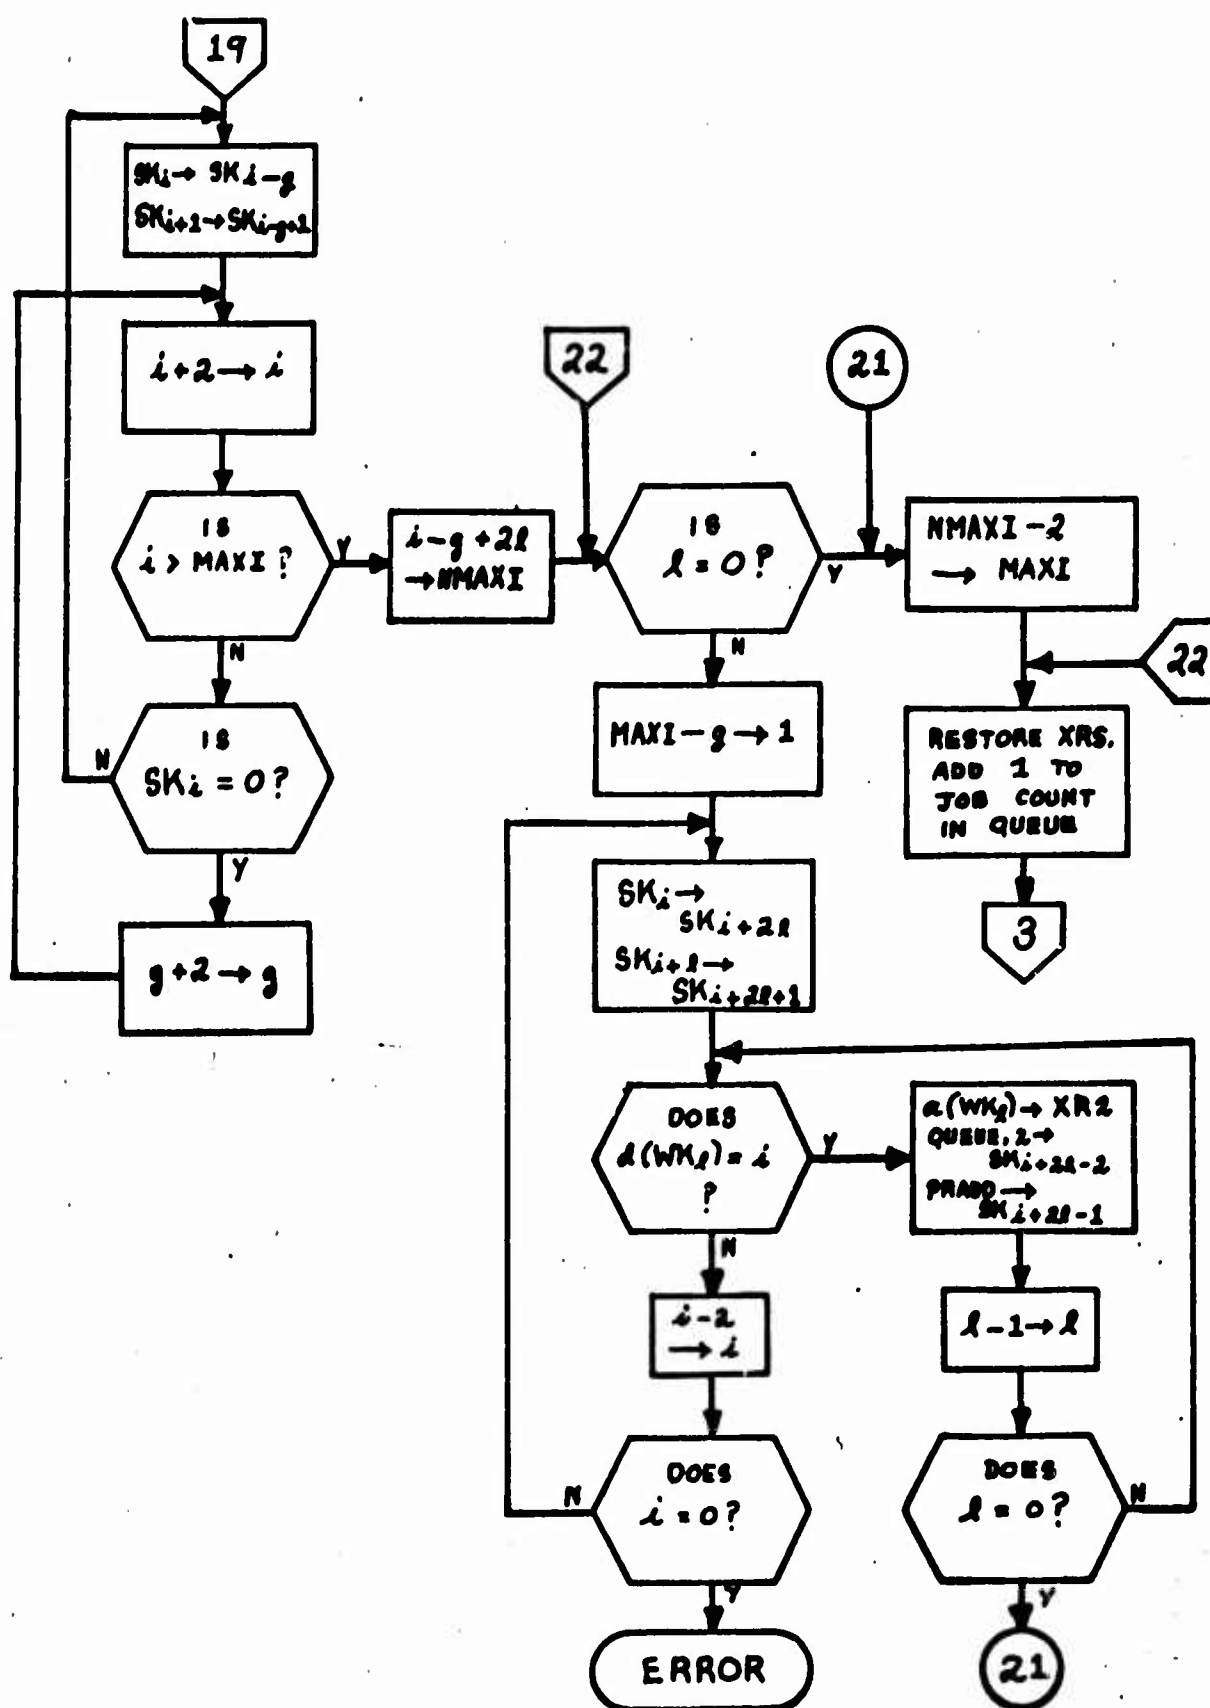 19
SKi → SKi-g
SKi+1 → SKi-g+1
i+2 → i
IS
i > MAXI ?
Y
N
IS
SKi = 0?
N
Y
g+2 → g
i-g+2l
→ NMAXI
22
IS
l = 0?
Y
N
21
NMAXI-2
→ MAXI
22
RESTORE XRS.
ADD 1 TO
JOB COUNT
IN QUEUE
3
MAXI-g → 1
SKi →
SKi+2l
SKi+l →
SKi+2l+1
DOES
d(WKl) = i
?
Y
N
a(WKl) → XR2
QUEUE,2 →
SKi+2l-2
PRADD →
SKi+2l-1
i-2
→ i
l-1 → l
DOES
i = 0?
N
Y
DOES
l = 0?
N
Y
ERROR
21